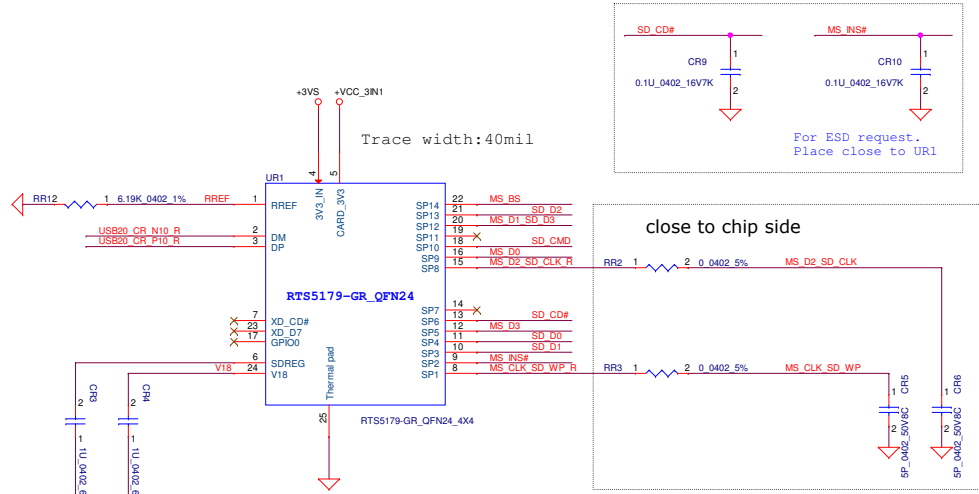 SD_CD#
MS_INS#
1
CR9
0.1U_0402_16V7K
2
1
CR10
0.1U_0402_16V7K
2
For ESD request.
Place close to UR1
+3VS
+VCC_3IN1
Trace width:40mil
UR1
4
5
3V3_IN
CARD_3V3
RR12
1
6.19K_0402_1%
RREF
1
RREF
USB20_CR_N10_R
2
DM
USB20_CR_P10_R
3
DP
RTS5179-GR_QFN24
7
XD_CD#
23
XD_D7
17
GPIO0
6
SDREG
V18
24
V18
Thermal pad
25
RTS5179-GR_QFN24_4X4
SP14
22
MS_BS
SP13
21
SD_D2
SP12
20
MS_D1_SD_D3
SP11
19
SP10
18
SD_CMD
SP9
16
MS_D0
SP8
15
MS_D2_SD_CLK_R
SP7
14
SP6
13
SD_CD#
SP5
12
MS_D3
SP4
11
SD_D0
SP3
10
SD_D1
SP2
9
MS_INS#
SP1
8
MS_CLK_SD_WP_R
close to chip side
RR2
1
2
0_0402_5%
MS_D2_SD_CLK
RR3
1
2
0_0402_5%
MS_CLK_SD_WP
1
CR5
2
5P_0402_50V8C
1
CR6
2
5P_0402_50V8C
CR3
2
1
CR4
2
1